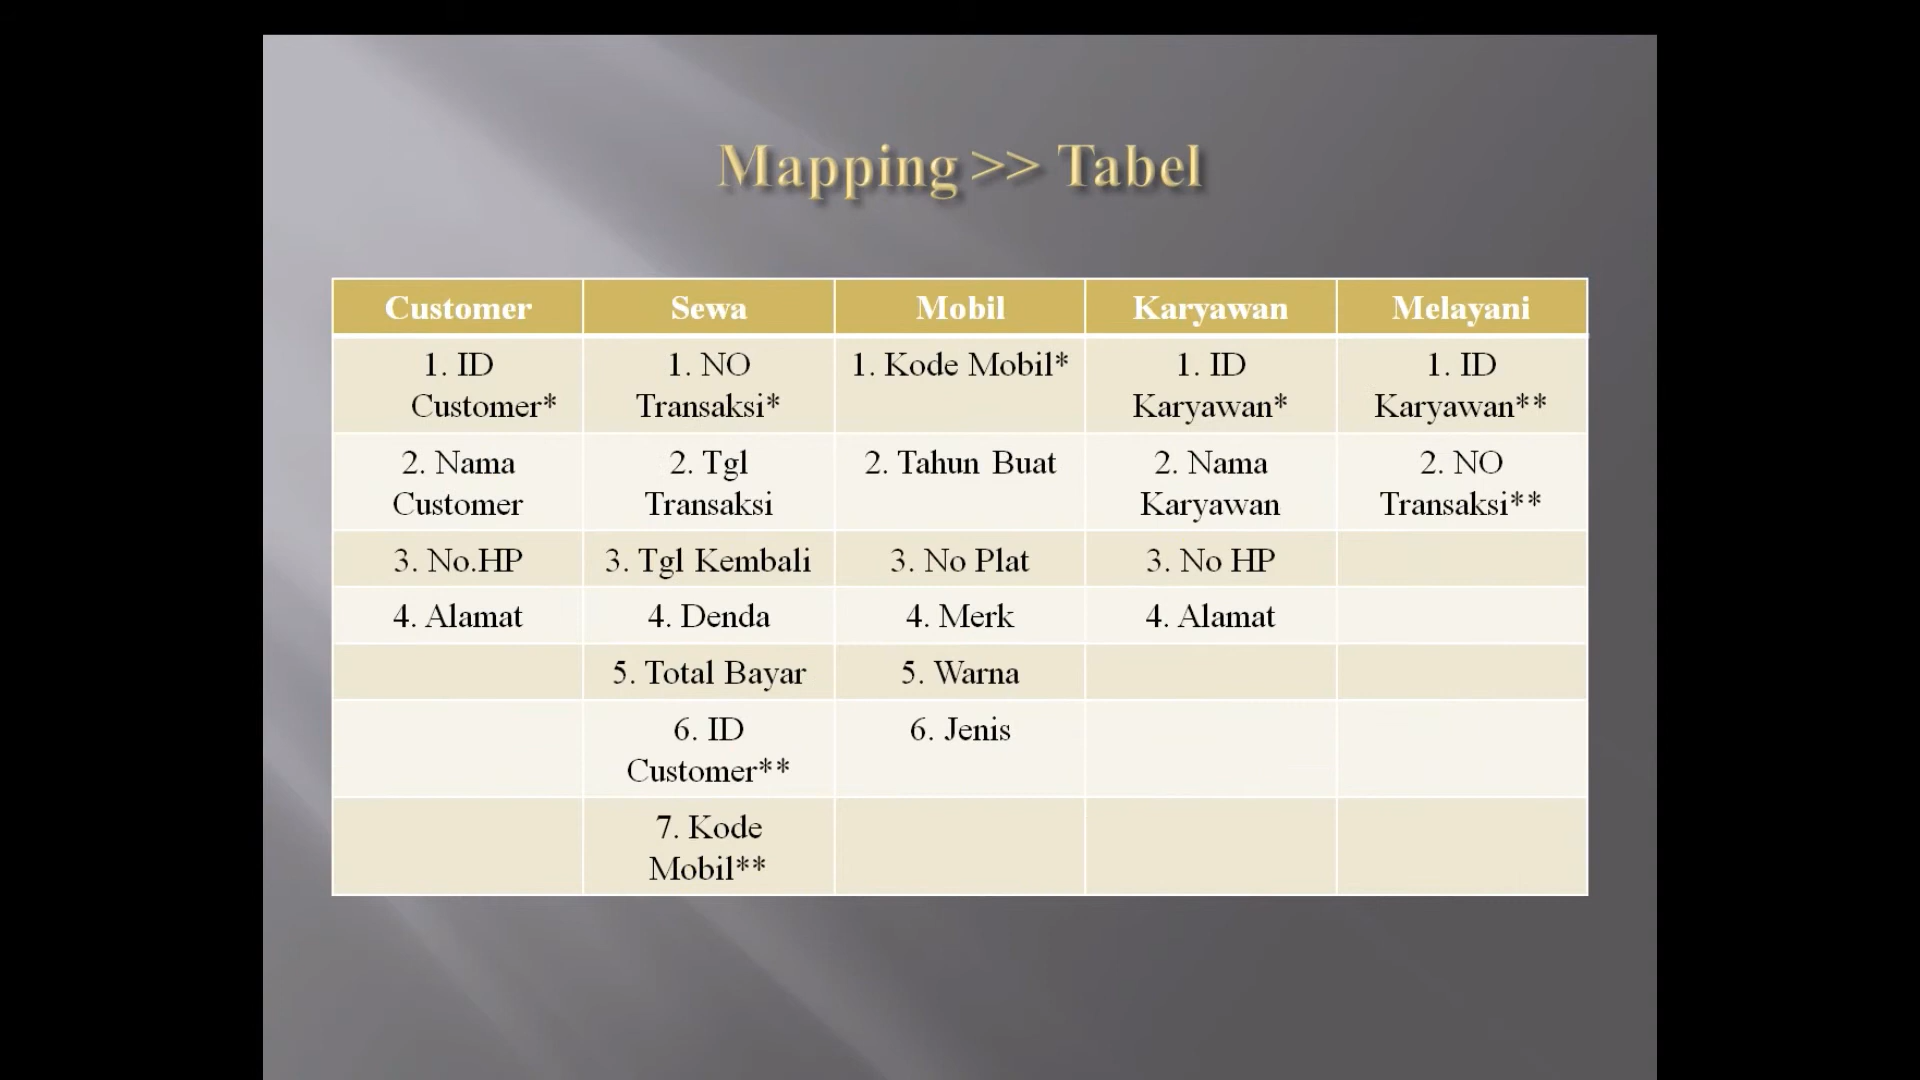 Mapping >> Tabel
Customer
Sewa
Mobil
Karyawan
Melayani
1. ID
Customer*
1. NO
Transaksi*
1. Kode Mobil*
1. ID
Karyawan*
1. ID
Karyawan**
2. Nama
Customer
2. Tgl
Transaksi
2. Tahun Buat
2. Nama
Karyawan
2. NO
Transaksi**
3. No.HP
3. Tgl Kembali
3. No Plat
3. No HP
4. Alamat
4. Denda
4. Merk
4. Alamat
5. Total Bayar
5. Warna
6. ID
Customer**
6. Jenis
7. Kode
Mobil**